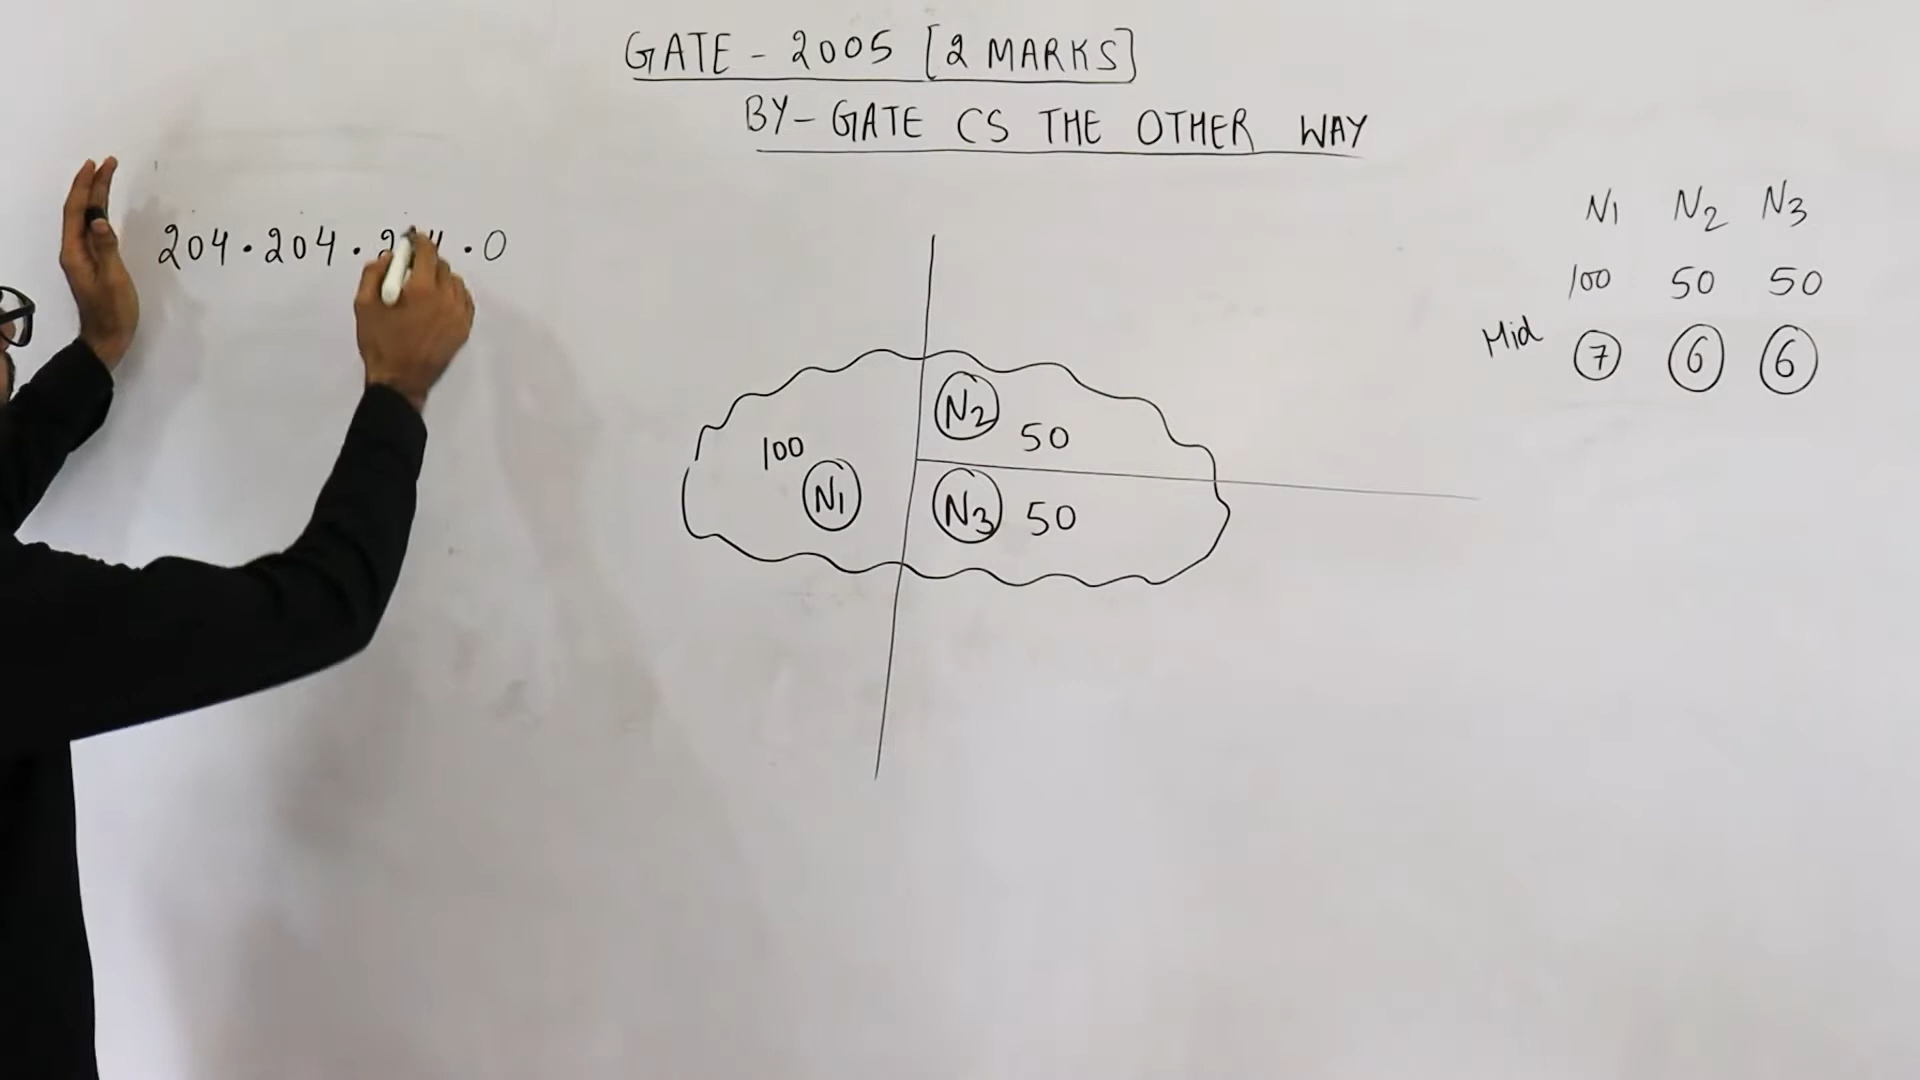 GATE - 2005 [2 MARKS]
BY - GATE CS THE OTHER WAY
204 . 204 . 204 . 0
N1 N2 N3
100 50 50
Mid 7 6 6
N2 50
100
N1
N3 50